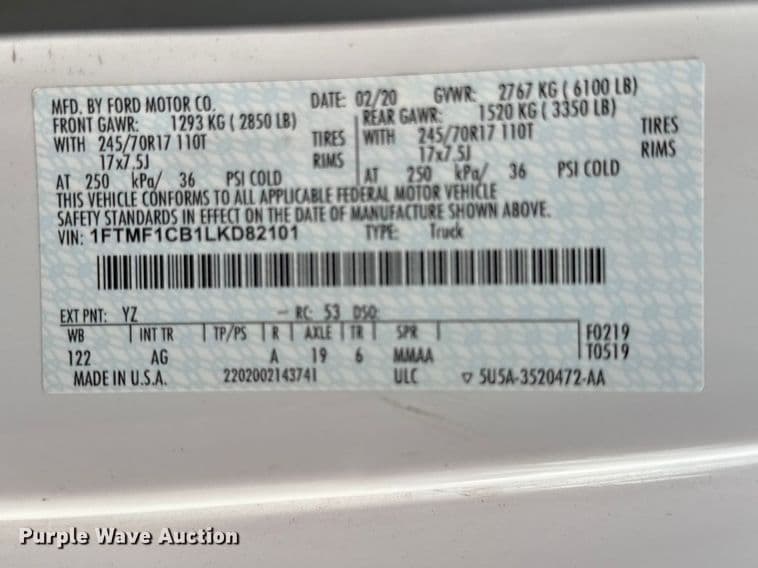 MFD. BY FORD MOTOR CO. DATE: 02/20 GVWR: 2767 KG ( 6100 LB)
FRONT GAWR: 1293 KG ( 2850 LB) REAR GAWR: 1520 KG ( 3350 LB)
WITH 245/70R17 110T TIRES WITH 245/70R17 110T TIRES
17x7.5J RIMS 17x7.5J RIMS
AT 250 kPa/ 36 PSI COLD AT 250 kPa/ 36 PSI COLD
THIS VEHICLE CONFORMS TO ALL APPLICABLE FEDERAL MOTOR VEHICLE
SAFETY STANDARDS IN EFFECT ON THE DATE OF MANUFACTURE SHOWN ABOVE.
VIN: 1FTMF1CB1LKD82101 TYPE: Truck
EXT PNT: YZ - RC: 53 DSO:
WB INT TR TP/PS R AXLE TR SPR F0219
122 AG A 19 6 MMAA T0519
MADE IN U.S.A. 2202002143741 ULC ▽ 5U5A-3520472-AA
Purple Wave Auction